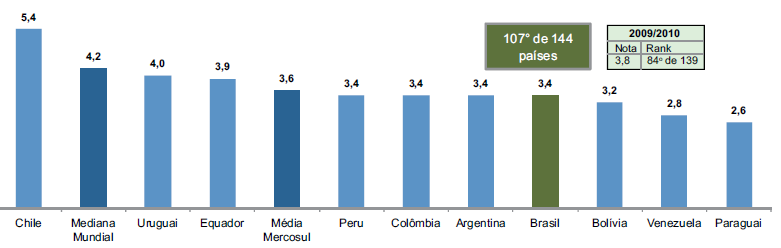 5,4
4,2
4,0
3,9
3,6
3,4
3,4
3,4
3,4
3,2
2,8
2,6
107° de 144
países
2009/2010
Nota Rank
3,8 84º de 139
Chile
Mediana
Mundial
Uruguai
Equador
Média
Mercosul
Peru
Colômbia
Argentina
Brasil
Bolivia
Venezuela
Paraguai